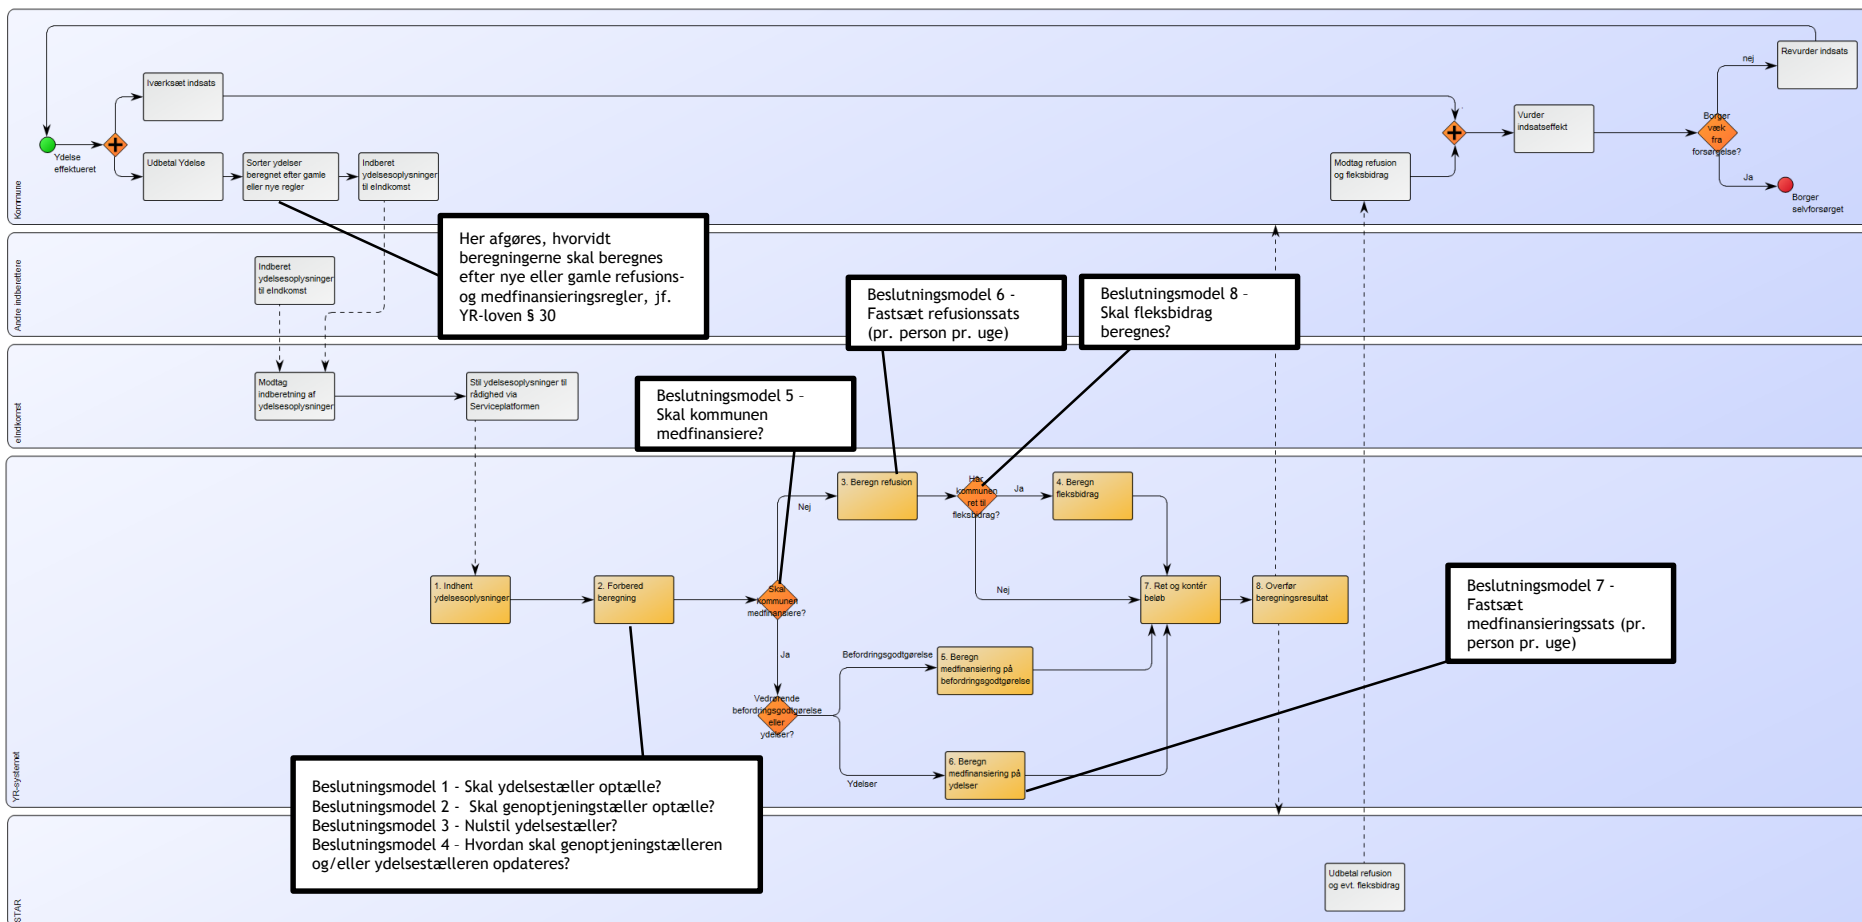 Kommune
Ydelse
effektueret
Iværksæt indsats
Udbetal Ydelse
Sorter ydelser
beregnet efter gamle
eller nye regler
Indberet
ydelsesoplysninger
til eIndkomst
Modtag refusion
og fleksbidrag
Vurder
indsatseffekt
Borger
væk
fra
forsørgelse?
nej
Revurder indsats
Ja
Borger
selvforsørget
Her afgøres, hvorvidt
beregningerne skal beregnes
efter nye eller gamle refusions-
og medfinansieringsregler, jf.
YR-loven § 30
Andre indberettere
Indberet
ydelsesoplysninger
til eIndkomst
Beslutningsmodel 6 -
Fastsæt refusionssats
(pr. person pr. uge)
Beslutningsmodel 8 –
Skal fleksbidrag
beregnes?
eIndkomst
Modtag
indberetning af
ydelsesoplysninger
Stil ydelsesoplysninger til
rådighed via
Serviceplatformen
Beslutningsmodel 5 –
Skal kommunen
medfinansiere?
YR-systemet
1. Indhent
ydelsesoplysninger
2. Forbered
beregning
Skal
kommunen
medfinansiere?
Nej
3. Beregn refusion
Har
kommunen
ret til
fleksbidrag?
Ja
4. Beregn
fleksbidrag
Nej
7. Ret og kontér
beløb
8. Overfør
beregningsresultat
Ja
Vedrørende
befordringsgodtgørelse
eller
ydelser?
Befordringsgodtgørelse
5. Beregn
medfinansiering på
befordringsgodtgørelse
Ydelser
6. Beregn
medfinansiering på
ydelser
Beslutningsmodel 7 -
Fastsæt
medfinansieringssats (pr.
person pr. uge)
Beslutningsmodel 1 - Skal ydelsestæller optælle?
Beslutningsmodel 2 - Skal genoptjeningstæller optælle?
Beslutningsmodel 3 - Nulstil ydelsestæller?
Beslutningsmodel 4 – Hvordan skal genoptjeningstælleren
og/eller ydelsestælleren opdateres?
STAR
Udbetal refusion
og evt. fleksbidrag